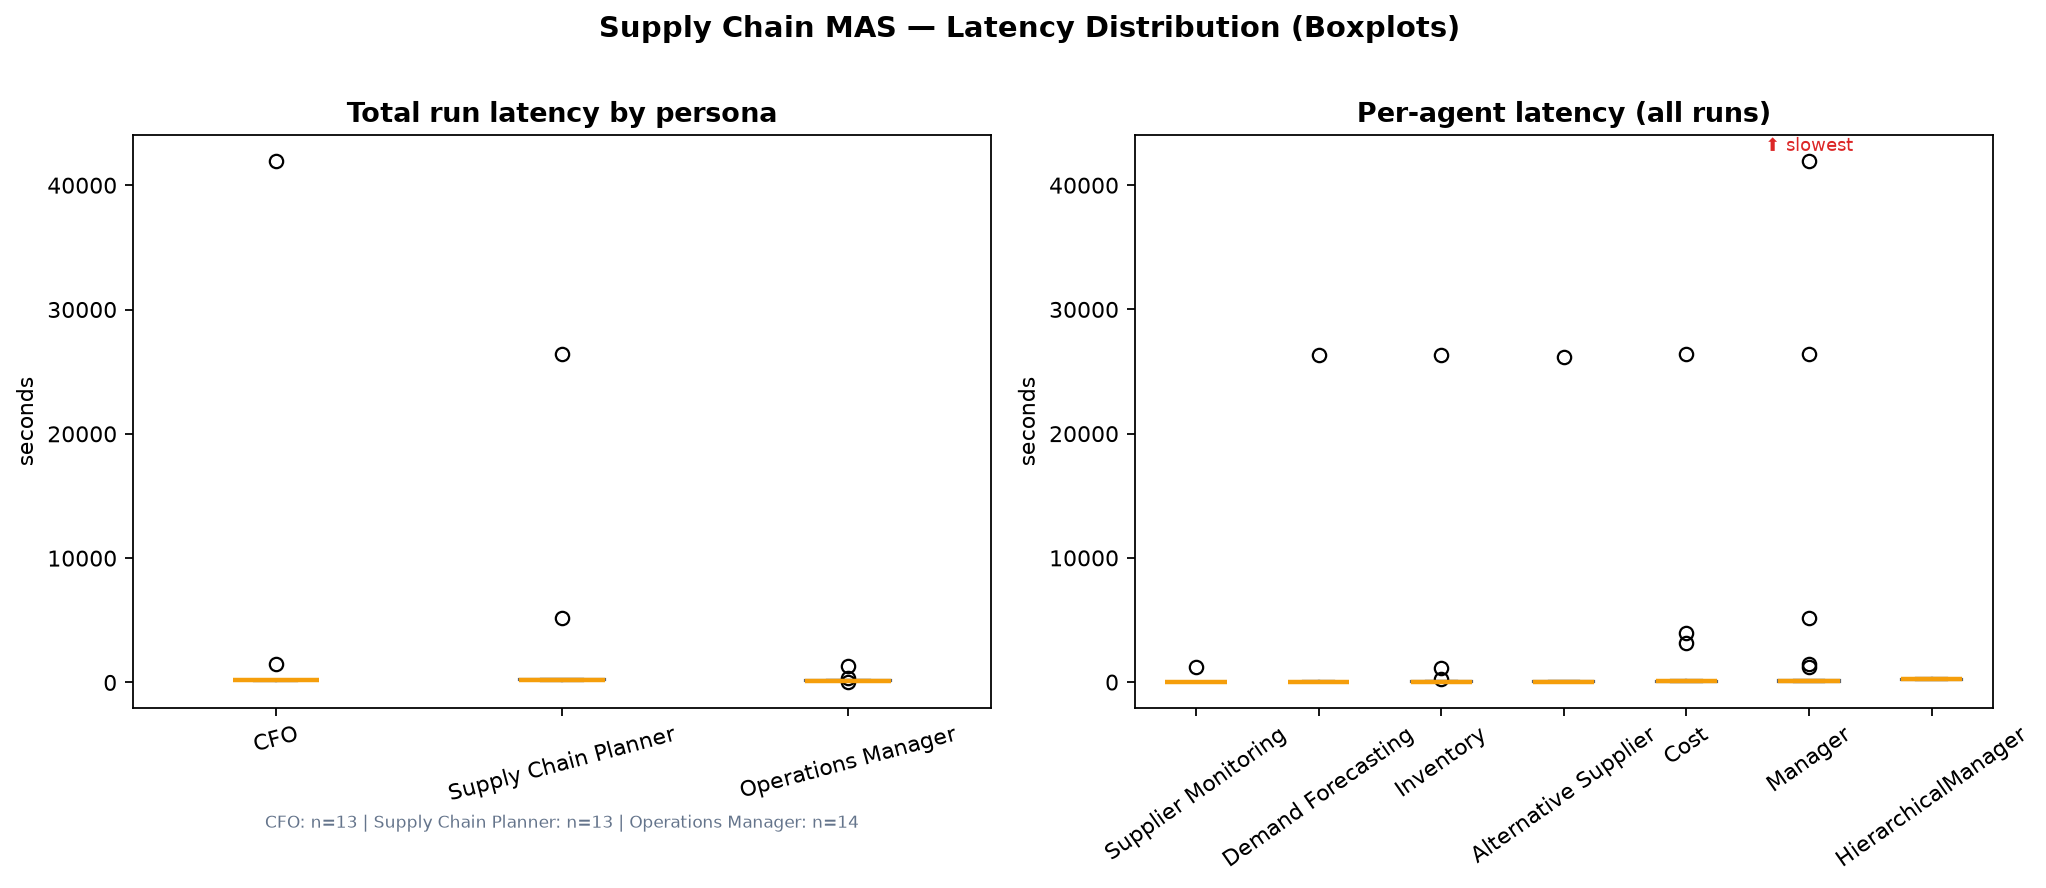 Supply Chain MAS — Latency Distribution (Boxplots)
Total run latency by persona
seconds
40000
30000
20000
10000
0
CFO
Supply Chain Planner
Operations Manager
CFO: n=13 | Supply Chain Planner: n=13 | Operations Manager: n=14
Per-agent latency (all runs)
⬆ slowest
seconds
40000
30000
20000
10000
0
Supplier Monitoring
Demand Forecasting
Inventory
Alternative Supplier
Cost
Manager
HierarchicalManager